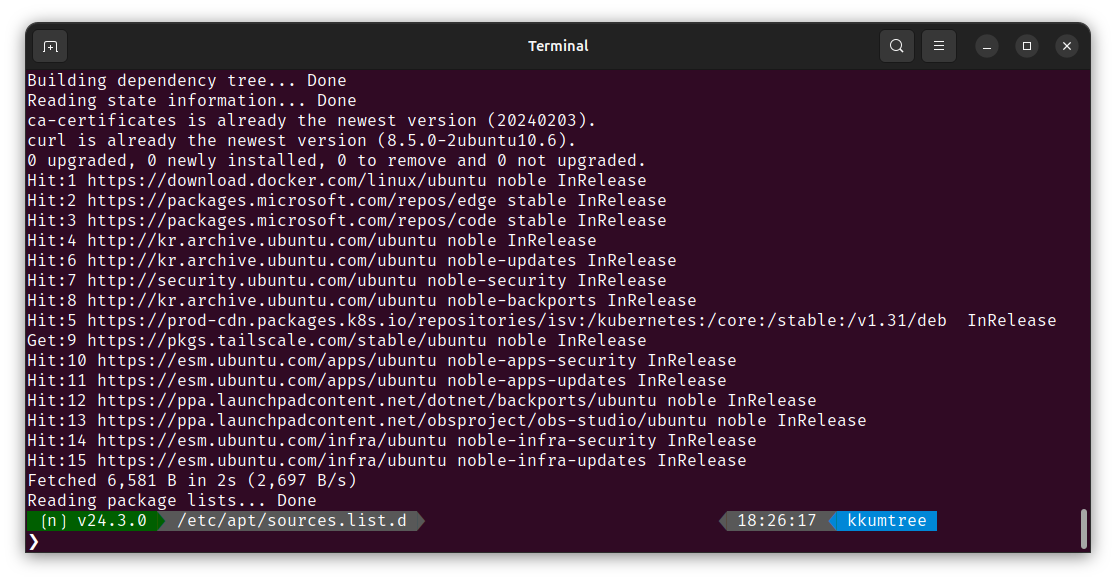 Terminal
Building dependency tree... Done
Reading state information... Done
ca-certificates is already the newest version (20240203).
curl is already the newest version (8.5.0-2ubuntu10.6).
0 upgraded, 0 newly installed, 0 to remove and 0 not upgraded.
Hit:1 https://download.docker.com/linux/ubuntu noble InRelease
Hit:2 https://packages.microsoft.com/repos/edge stable InRelease
Hit:3 https://packages.microsoft.com/repos/code stable InRelease
Hit:4 http://kr.archive.ubuntu.com/ubuntu noble InRelease
Hit:6 http://kr.archive.ubuntu.com/ubuntu noble-updates InRelease
Hit:7 http://security.ubuntu.com/ubuntu noble-security InRelease
Hit:8 http://kr.archive.ubuntu.com/ubuntu noble-backports InRelease
Hit:5 https://prod-cdn.packages.k8s.io/repositories/isv:/kubernetes:/core:/stable:/v1.31/deb  InRelease
Get:9 https://pkgs.tailscale.com/stable/ubuntu noble InRelease
Hit:10 https://esm.ubuntu.com/apps/ubuntu noble-apps-security InRelease
Hit:11 https://esm.ubuntu.com/apps/ubuntu noble-apps-updates InRelease
Hit:12 https://ppa.launchpadcontent.net/dotnet/backports/ubuntu noble InRelease
Hit:13 https://ppa.launchpadcontent.net/obsproject/obs-studio/ubuntu noble InRelease
Hit:14 https://esm.ubuntu.com/infra/ubuntu noble-infra-security InRelease
Hit:15 https://esm.ubuntu.com/infra/ubuntu noble-infra-updates InRelease
Fetched 6,581 B in 2s (2,697 B/s)
Reading package lists... Done
[n] v24.3.0 /etc/apt/sources.list.d 18:26:17 kkumtree
❯